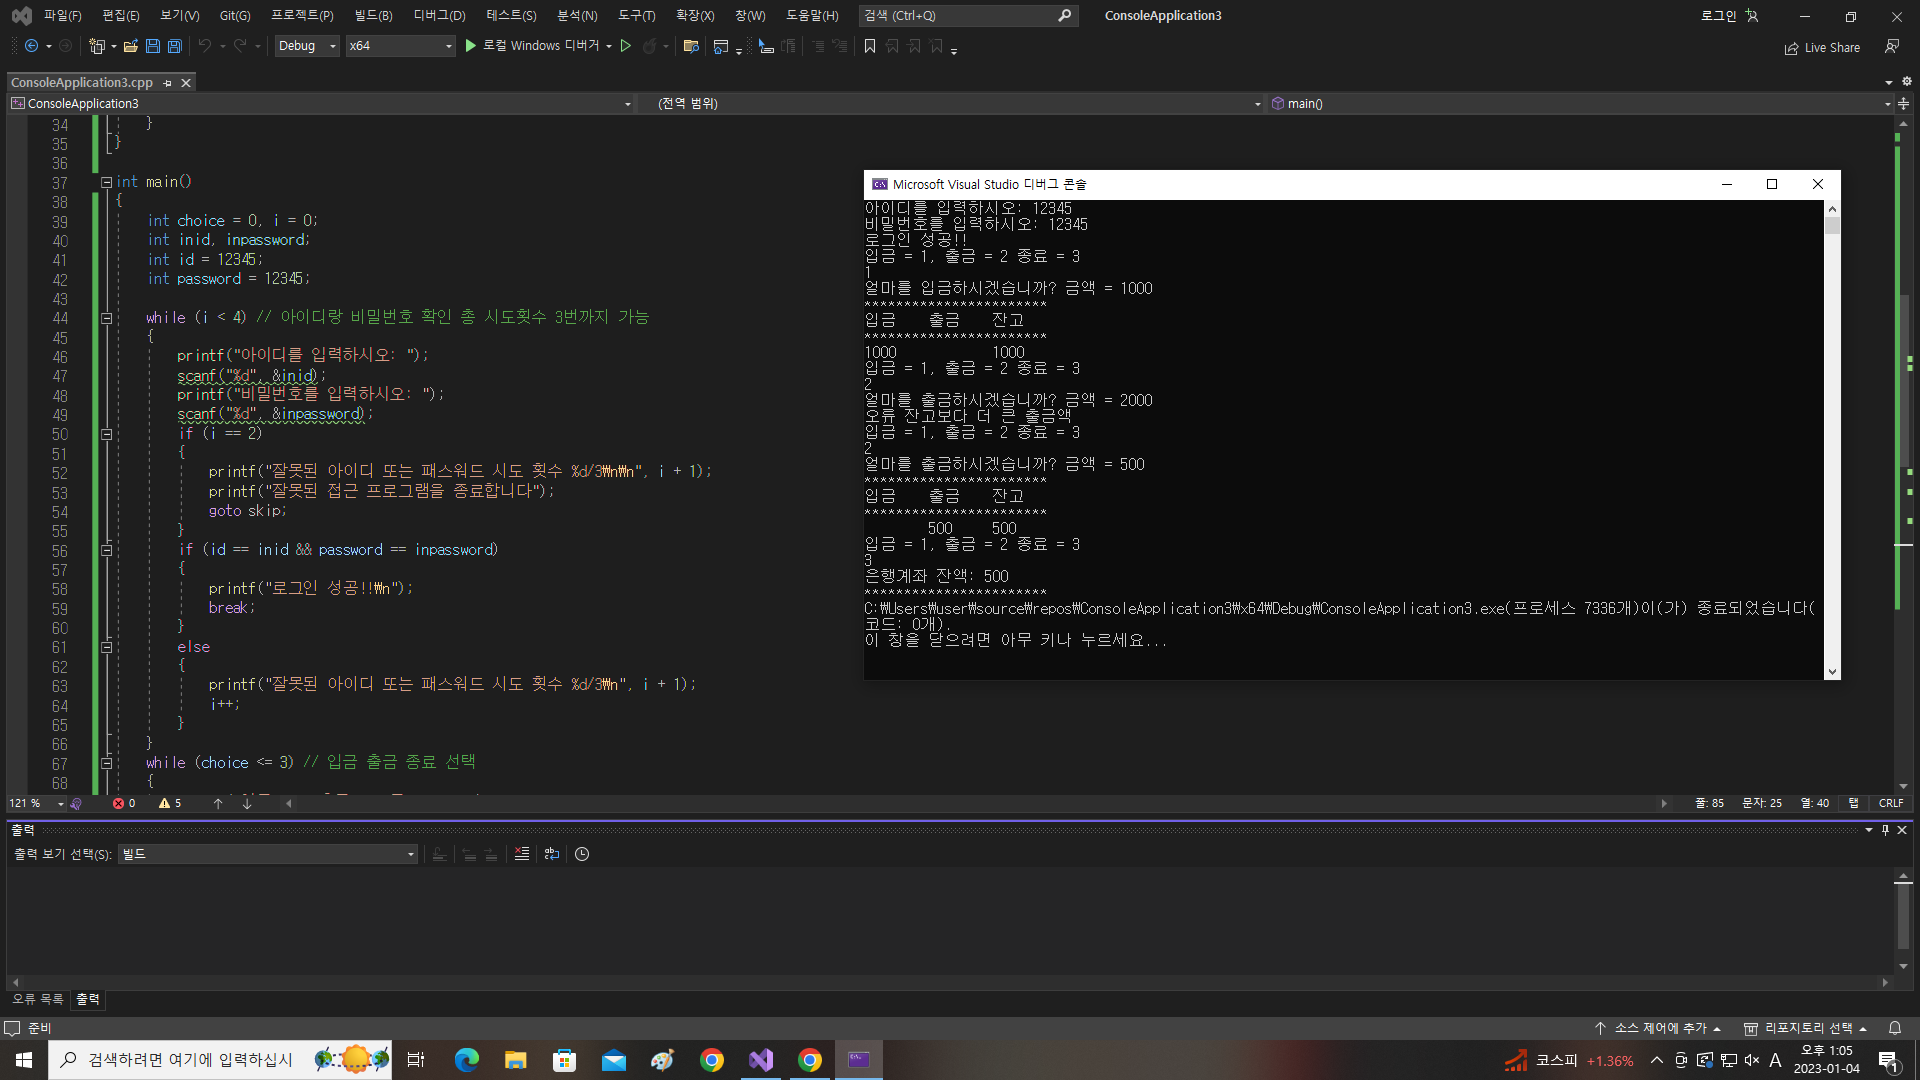 파일(F) 편집(E) 보기(V) Git(G) 프로젝트(P) 빌드(B) 디버그(D) 테스트(S) 분석(N) 도구(T) 확장(X) 창(W) 도움말(H) 검색 (Ctrl+Q) ConsoleApplication3 로그인
Debug x64 로컬 Windows 디버거 Live Share
ConsoleApplication3.cpp
ConsoleApplication3 (전역 범위) main()
34 }
35 }
36
37 int main()
38 {
39 int choice = 0, i = 0;
40 int inid, inpassword;
41 int id = 12345;
42 int password = 12345;
43
44 while (i < 4) // 아이디랑 비밀번호 확인 총 시도횟수 3번까지 가능
45 {
46 printf("아이디를 입력하시오: ");
47 scanf("%d", &inid);
48 printf("비밀번호를 입력하시오: ");
49 scanf("%d", &inpassword);
50 if (i == 2)
51 {
52 printf("잘못된 아이디 또는 패스워드 시도 횟수 %d/3₩n₩n", i + 1);
53 printf("잘못된 접근 프로그램을 종료합니다");
54 goto skip;
55 }
56 if (id == inid && password == inpassword)
57 {
58 printf("로그인 성공!!₩n");
59 break;
60 }
61 else
62 {
63 printf("잘못된 아이디 또는 패스워드 시도 횟수 %d/3₩n", i + 1);
64 i++;
65 }
66 }
67 while (choice <= 3) // 입금 출금 종료 선택
68 {
Microsoft Visual Studio 디버그 콘솔
아이디를 입력하시오: 12345
비밀번호를 입력하시오: 12345
로그인 성공!!
입금 = 1, 출금 = 2 종료 = 3
1
얼마를 입금하시겠습니까? 금액 = 1000
***********************
입금 출금 잔고
***********************
1000 1000
입금 = 1, 출금 = 2 종료 = 3
2
얼마를 출금하시겠습니까? 금액 = 2000
오류 잔고보다 더 큰 출금액
입금 = 1, 출금 = 2 종료 = 3
2
얼마를 출금하시겠습니까? 금액 = 500
***********************
입금 출금 잔고
***********************
500 500
입금 = 1, 출금 = 2 종료 = 3
3
은행계좌 잔액: 500
***********************
C:₩Users₩user₩source₩repos₩ConsoleApplication3₩x64₩Debug₩ConsoleApplication3.exe(프로세스 7336개)이(가) 종료되었습니다(
코드: 0개).
이 창을 닫으려면 아무 키나 누르세요...
121 % 0 5 줄: 85 문자: 25 열: 40 탭 CRLF
출력
출력 보기 선택(S): 빌드
오류 목록 출력
준비 소스 제어에 추가 리포지토리 선택
검색하려면 여기에 입력하십시 코스피 +1.36% A 오후 1:05
2023-01-04 1